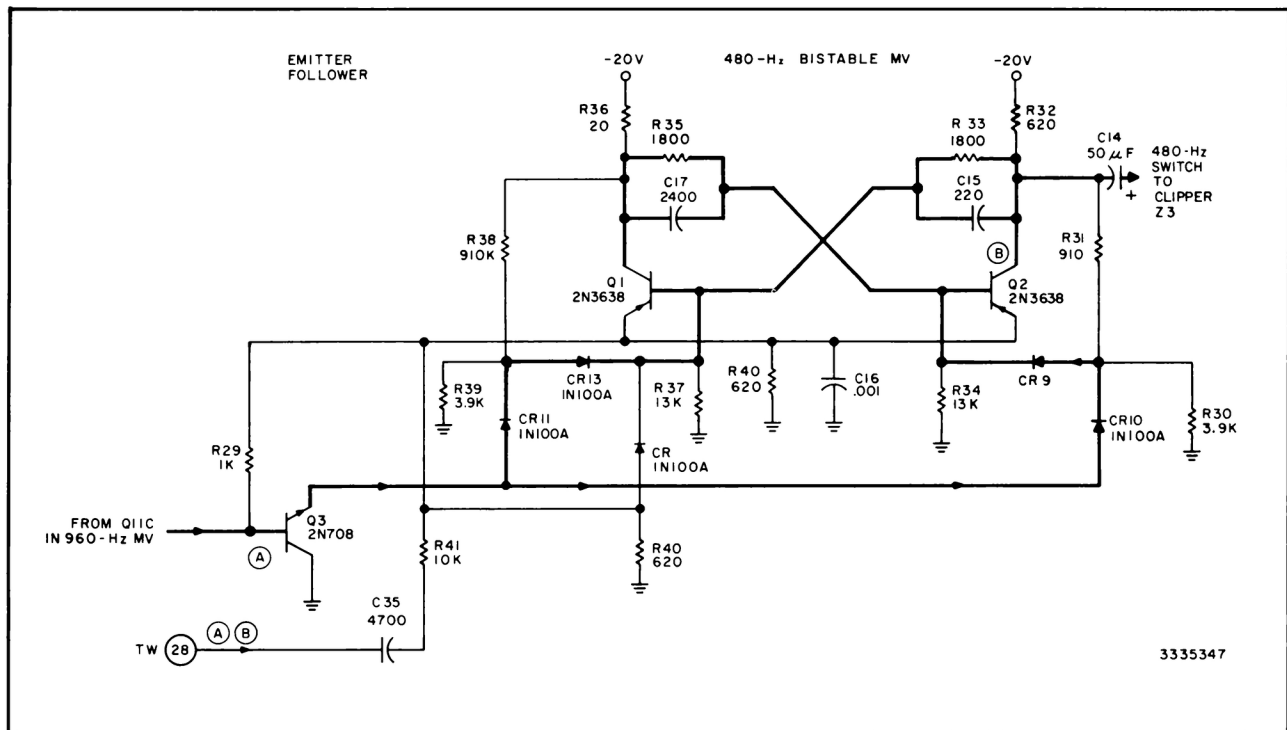 EMITTER
FOLLOWER
480-Hz BISTABLE MV
-20V
-20V
R36
20
R35
1800
C17
2400
R33
1800
C15
220
R32
620
C14
50 μF
+
480-Hz
SWITCH
TO
CLIPPER
Z3
R38
910K
Q1
2N3638
B
Q2
2N3638
R31
910
R39
3.9K
CR13
1N100A
R37
13K
R40
620
C16
.001
R34
13K
CR9
R30
3.9K
CR11
1N100A
CR
1N100A
CR10
1N100A
R29
1K
FROM Q11C
IN 960-Hz MV
A
Q3
2N708
R41
10K
R40
620
C35
4700
TW 28 A B
3335347